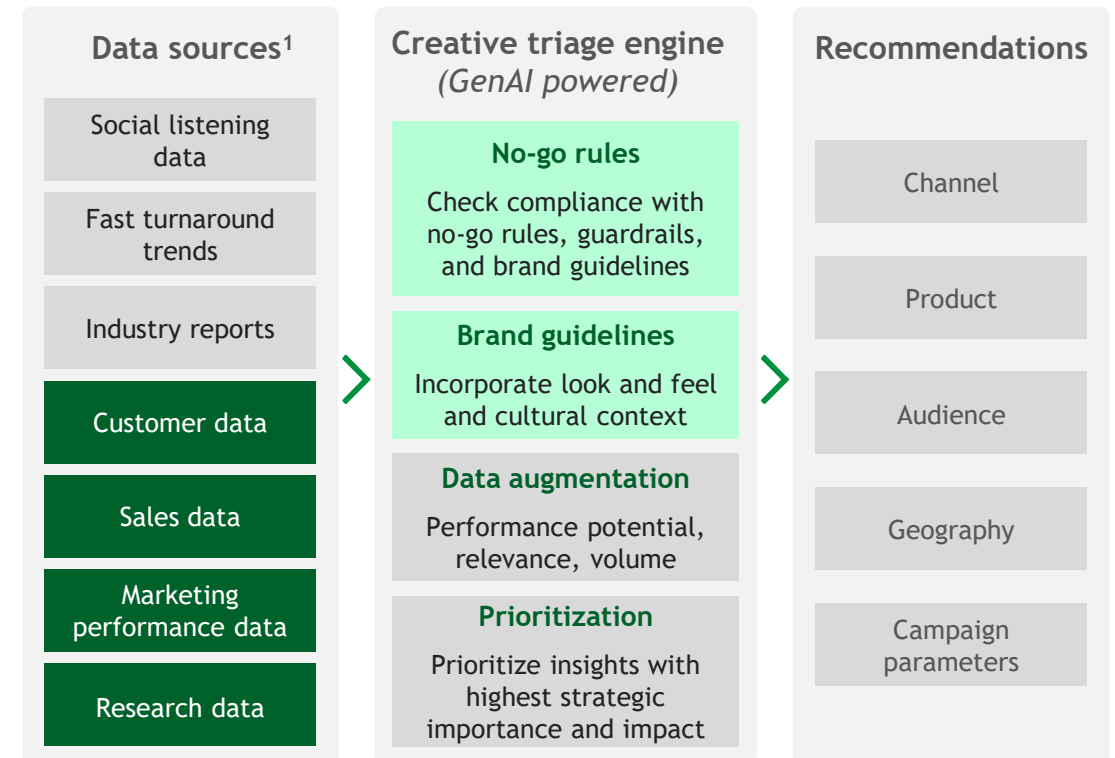 Data sources¹
Social listening
data
Fast turnaround
trends
Industry reports
Customer data
Sales data
Marketing
performance data
Research data
Creative triage engine
(GenAI powered)
No-go rules
Check compliance with
no-go rules, guardrails,
and brand guidelines
Brand guidelines
Incorporate look and feel
and cultural context
Data augmentation
Performance potential,
relevance, volume
Prioritization
Prioritize insights with
highest strategic
importance and impact
Recommendations
Channel
Product
Audience
Geography
Campaign
parameters